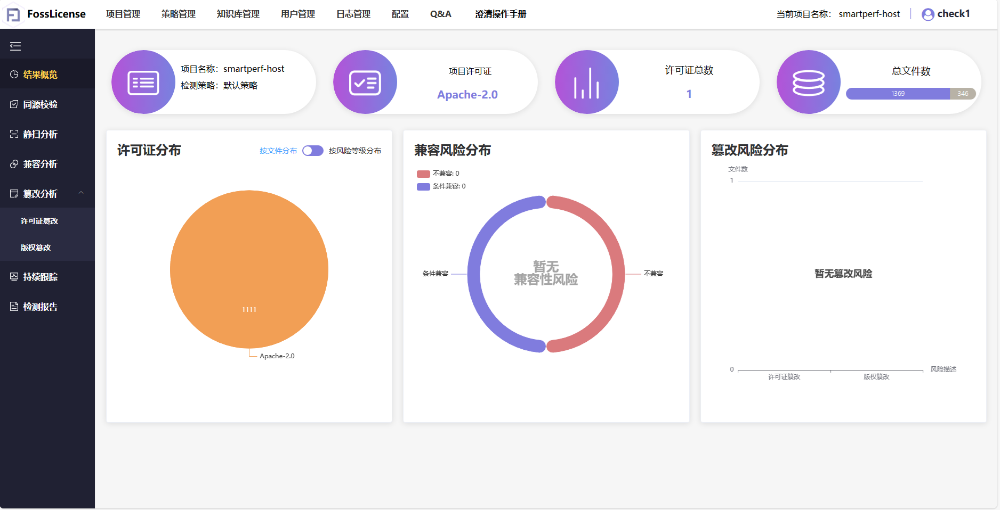 FossLicense
项目管理
策略管理
知识库管理
用户管理
日志管理
配置
Q&A
澄清操作手册
当前项目名称： smartperf-host
check1
结果概览
同源校验
静扫分析
兼容分析
篡改分析
许可证篡改
版权篡改
持续跟踪
检测报告
项目名称：smartperf-host
检测策略：默认策略
项目许可证
Apache-2.0
许可证总数
1
总文件数
1369 346
许可证分布
按文件分布 按风险等级分布
1111
Apache-2.0
兼容风险分布
不兼容: 0
条件兼容: 0
条件兼容
暂无
兼容性风险
不兼容
篡改风险分布
文件数
1
暂无篡改风险
0
许可证篡改
版权篡改
风险描述